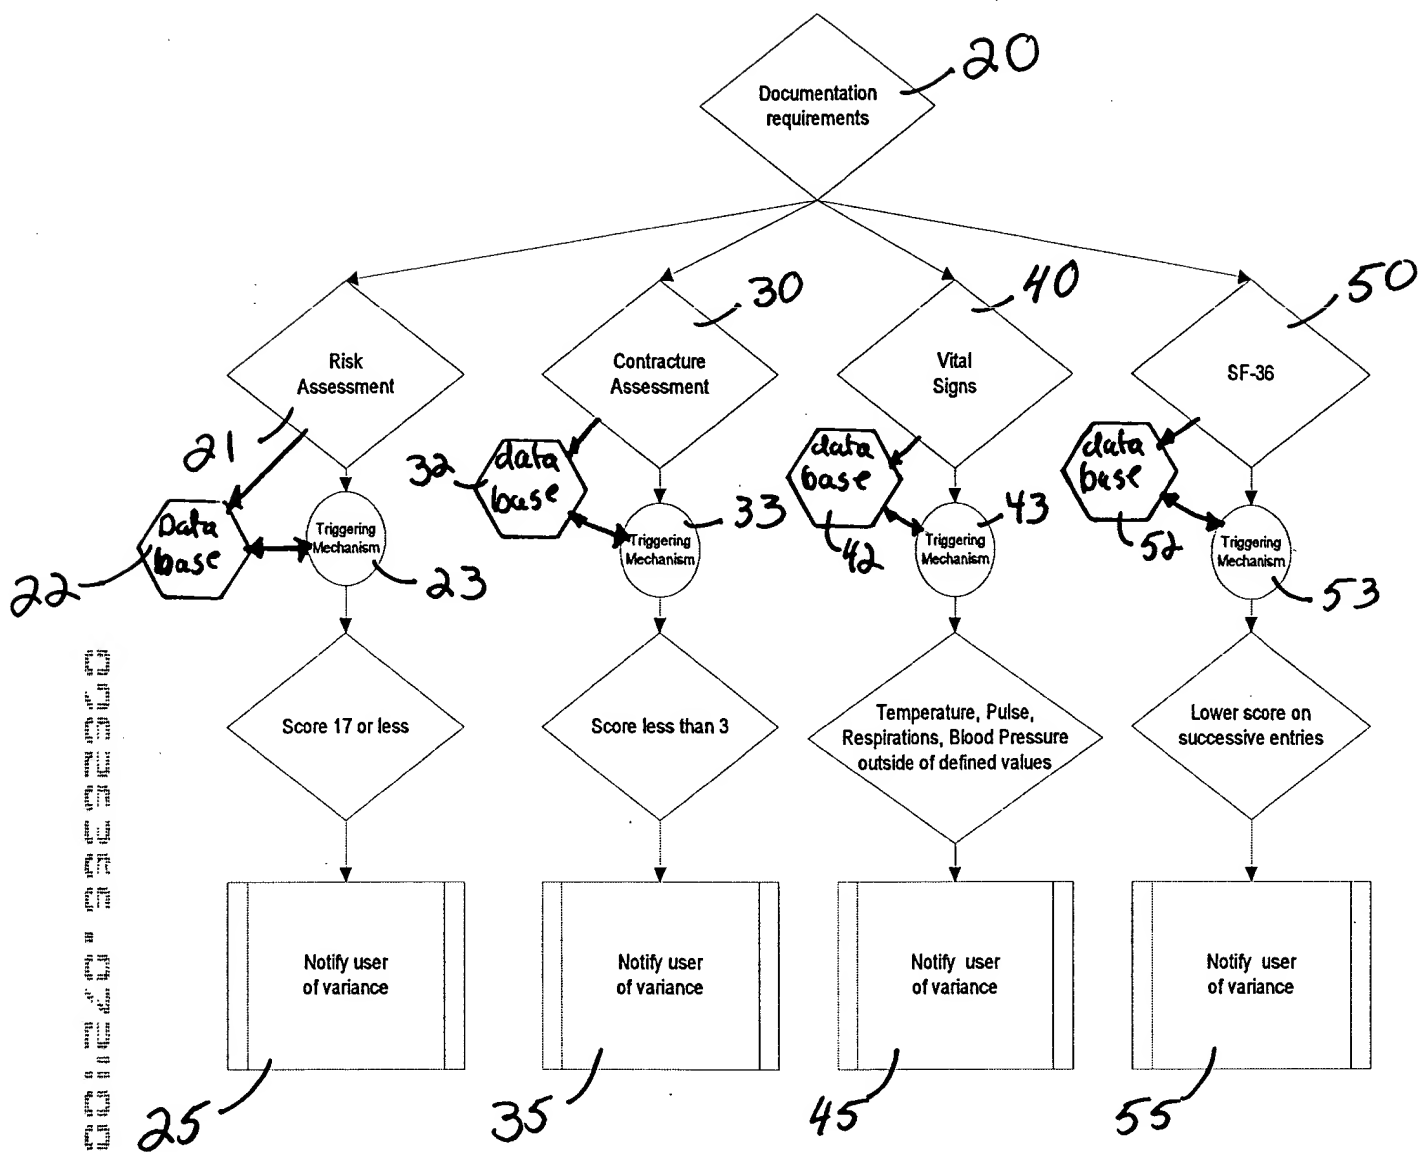 Documentation
requirements
20
Risk
Assessment
21
Contracture
Assessment
30
Vital
Signs
40
SF-36
50
Data
base
22
Triggering
Mechanism
23
data
base
32
Triggering
Mechanism
33
data
base
42
Triggering
Mechanism
43
data
base
52
Triggering
Mechanism
53
Score 17 or less
Score less than 3
Temperature, Pulse,
Respirations, Blood Pressure
outside of defined values
Lower score on
successive entries
Notify user
of variance
25
Notify user
of variance
35
Notify user
of variance
45
Notify user
of variance
55